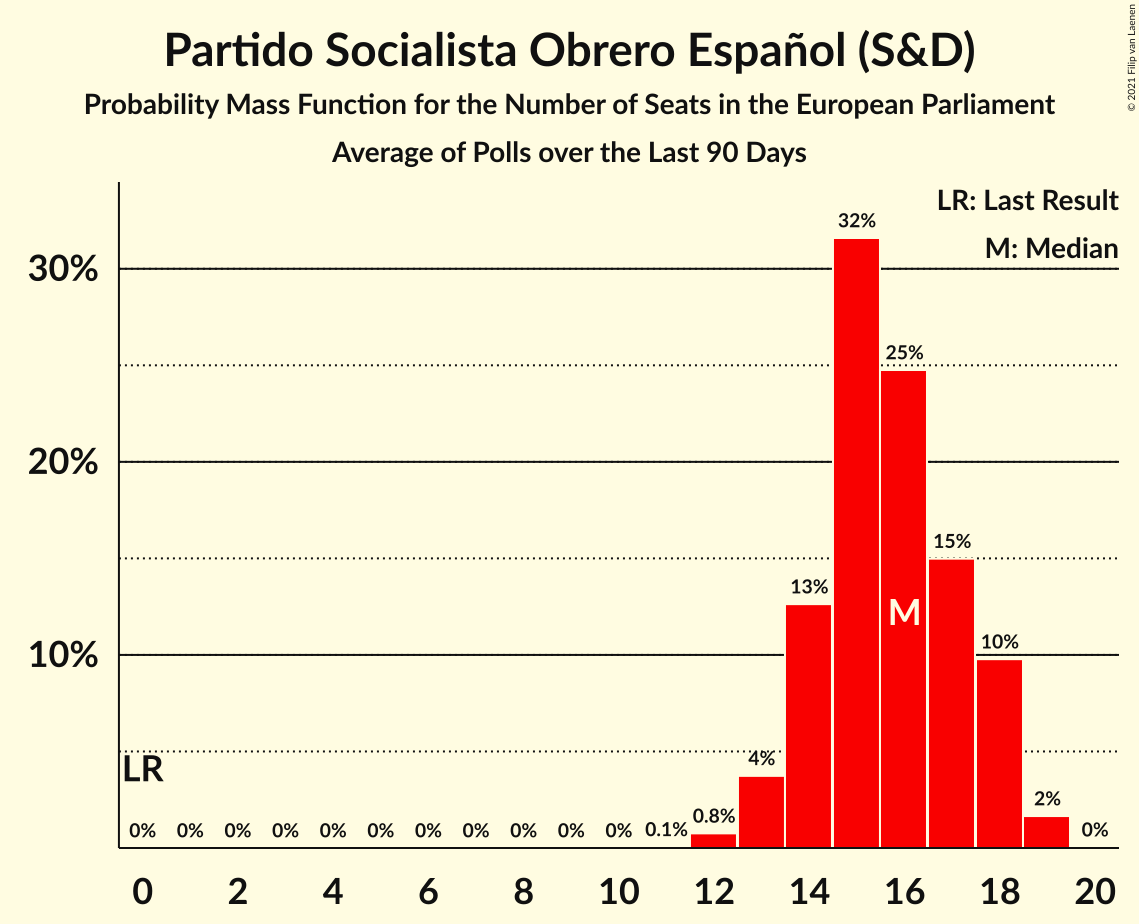 Partido Socialista Obrero Español (S&D)
Probability Mass Function for the Number of Seats in the European Parliament
Average of Polls over the Last 90 Days
© 2021 Filip van Laenen
LR: Last Result
M: Median
30%
20%
10%
32%
25%
15%
13%
10%
4%
2%
M
LR
0% 0% 0% 0% 0% 0% 0% 0% 0% 0% 0% 0.1% 0.8% 0%
0 2 4 6 8 10 12 14 16 18 20